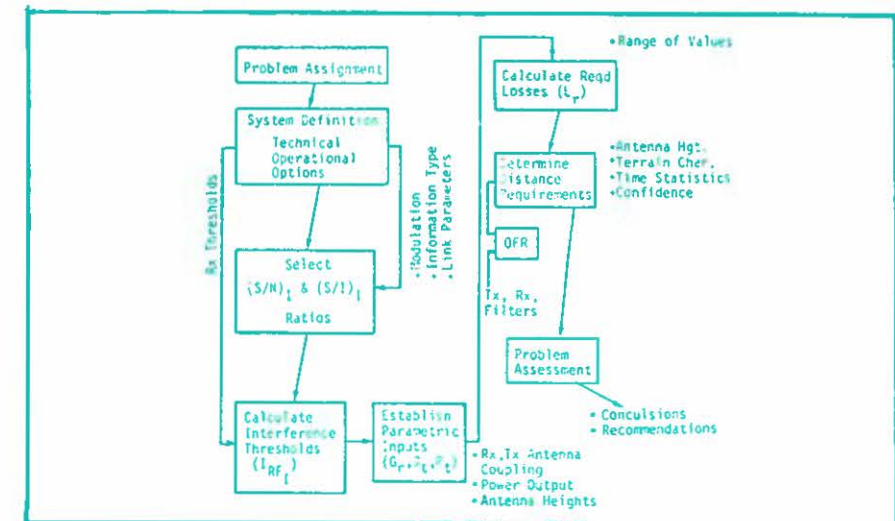 Problem Assignment
System Definition
Technical
Operational
Options
Rx Thresholds
•Modulation
•Information Type
•Link Parameters
Select
(S/N)I & (S/I)I
Ratios
Calculate
Interference
Thresholds
(IRFI)
Establish
Parametric
Inputs
•Rx,Tx Antenna
Coupling
•Power Output
•Antenna Heights
•Range of Values
Calculate Reqd
Losses (Lr)
Determine
Distance
Requirements
•Antenna Hgt.
•Terrain Cher.
•Time Statistics
•Confidence
OFR
Tx, Rx,
Filters
Problem
Assessment
• Conculsions
• Recommendations